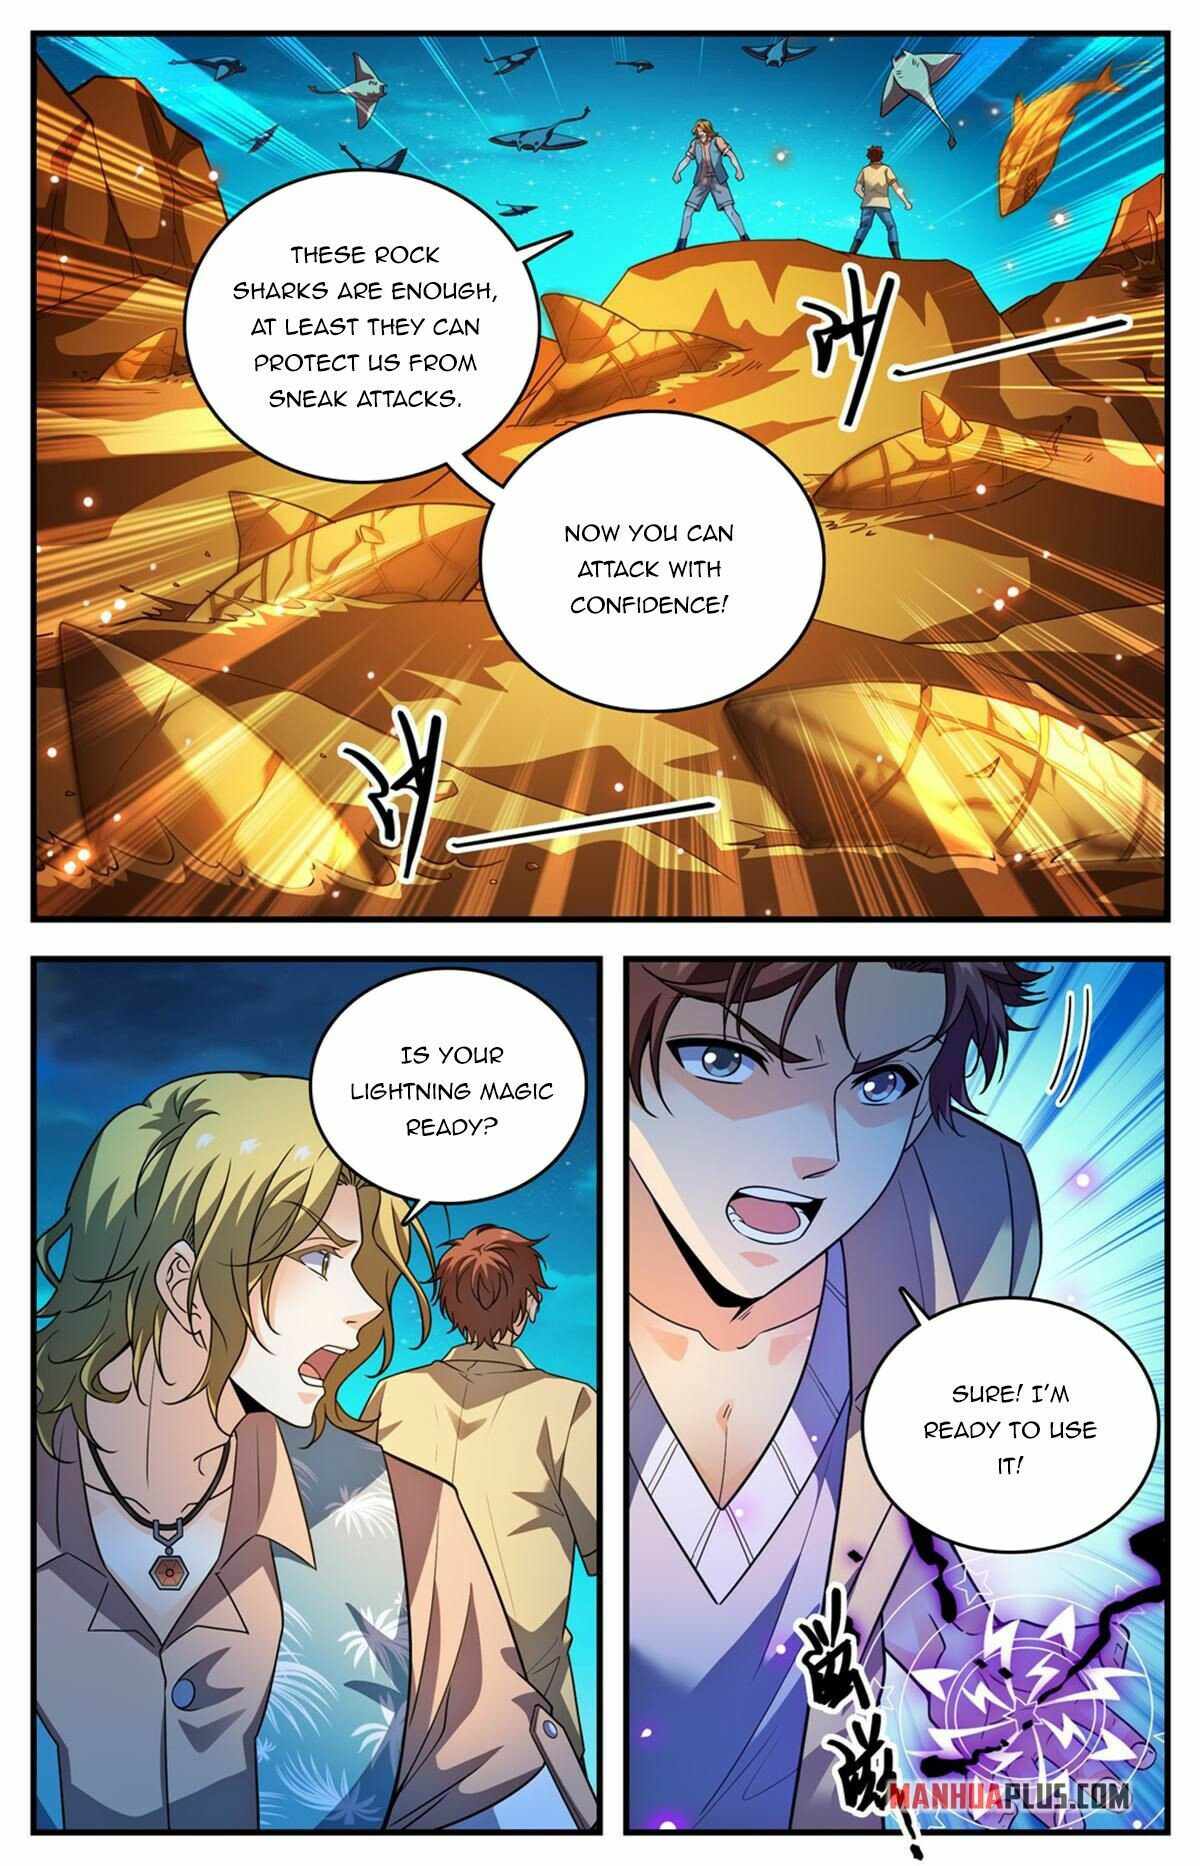 THESE ROCK
SHARKS ARE ENOUGH,
AT LEAST THEY CAN
PROTECT US FROM
SNEAK ATTACKS.
NOW YOU CAN
ATTACK WITH
CONFIDENCE!
IS YOUR
LIGHTNING MAGIC
READY?
SURE! I'M
READY TO USE
IT!
MANHUAPLUS.COM